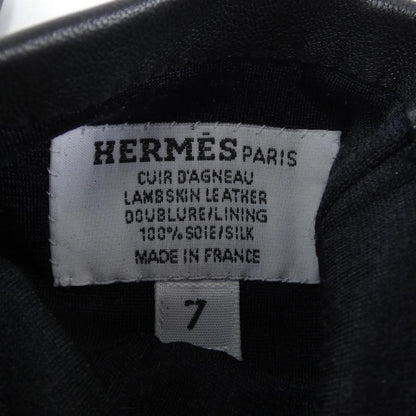 HERMÈS PARIS
CUIR D'AGNEAU
LAMBSKIN LEATHER
DOUBLURE/LINING
100% SOIE/SILK
MADE IN FRANCE
7